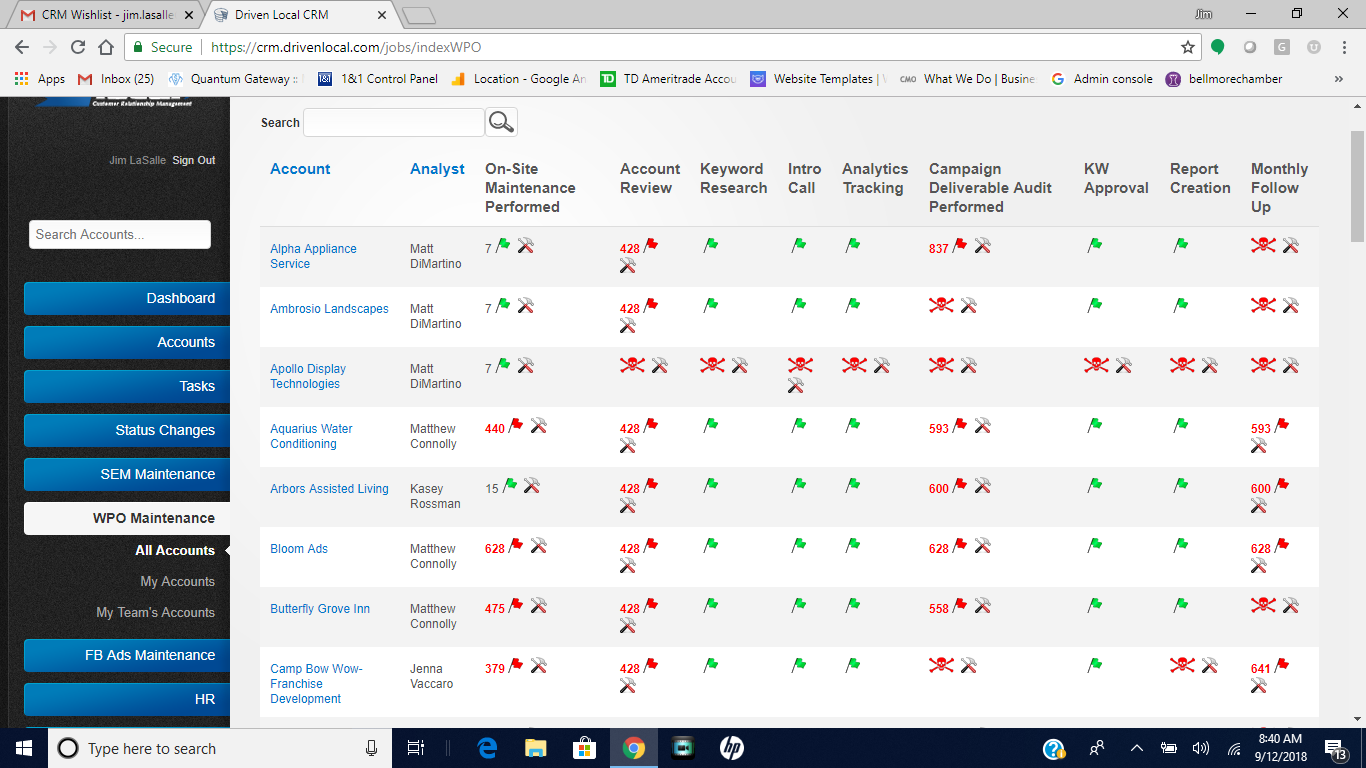 CRM Wishlist - jim.lasalle
Driven Local CRM
Jim
Secure
https://crm.drivenlocal.com/jobs/indexWPO
Apps
Inbox (25)
Quantum Gateway ::
1&1 Control Panel
Location - Google An
TD Ameritrade Accou
Website Templates |
What We Do | Busine
Admin console
bellmorechamber
»
Customer Relationship Management
Jim LaSalle Sign Out
Search Accounts...
Dashboard
Accounts
Tasks
Status Changes
SEM Maintenance
WPO Maintenance
All Accounts
My Accounts
My Team's Accounts
FB Ads Maintenance
HR
Search
Account
Analyst
On-Site
Maintenance
Performed
Account
Review
Keyword
Research
Intro
Call
Analytics
Tracking
Campaign
Deliverable Audit
Performed
KW
Approval
Report
Creation
Monthly
Follow
Up
Alpha Appliance
Service
Matt
DiMartino
7
428
837
Ambrosio Landscapes
Matt
DiMartino
7
428
Apollo Display
Technologies
Matt
DiMartino
7
Aquarius Water
Conditioning
Matthew
Connolly
440
428
593
593
Arbors Assisted Living
Kasey
Rossman
15
428
600
600
Bloom Ads
Matthew
Connolly
628
428
628
628
Butterfly Grove Inn
Matthew
Connolly
475
428
558
Camp Bow Wow-
Franchise
Development
Jenna
Vaccaro
379
428
641
Type here to search
8:40 AM
9/12/2018
13